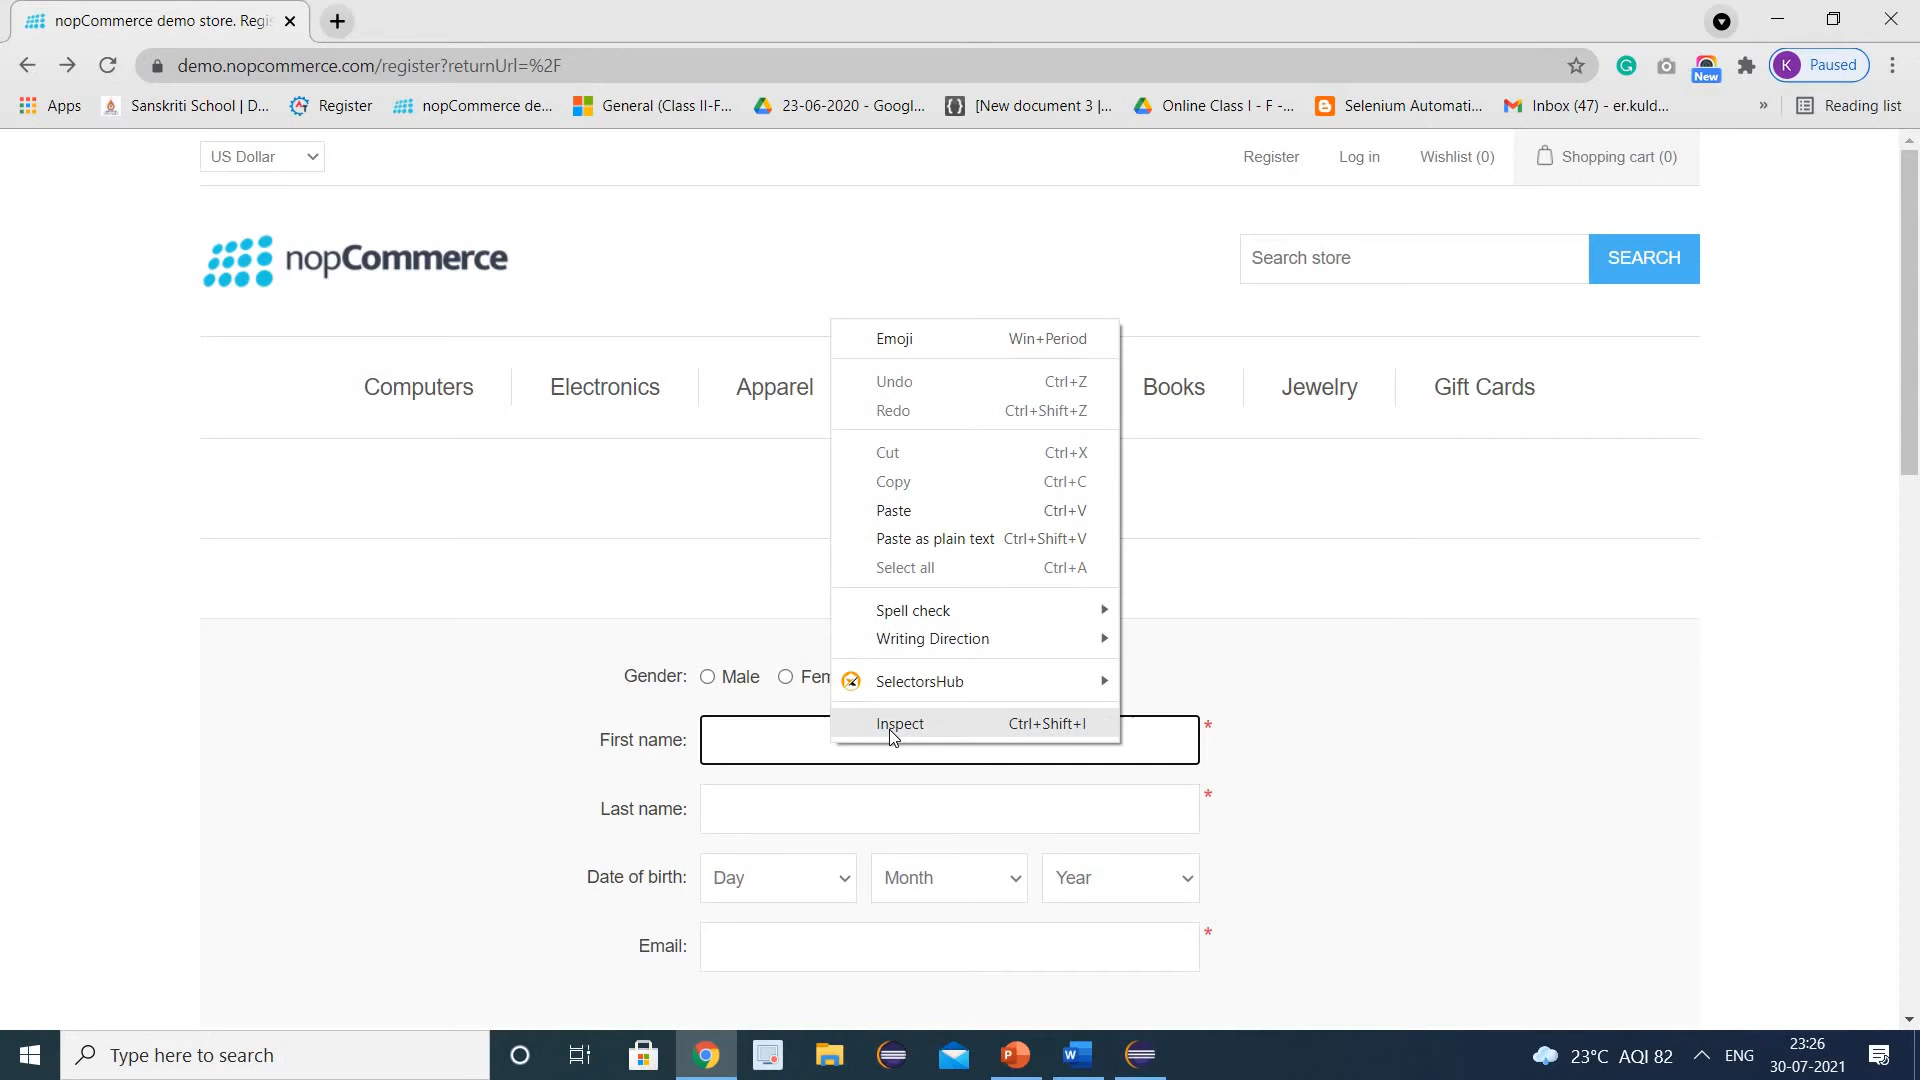 nopCommerce demo store. Regi
demo.nopcommerce.com/register?returnUrl=%2F
G
New
K Paused
Apps
Sanskriti School | D...
Register
nopCommerce de...
General (Class II-F...
23-06-2020 - Googl...
[New document 3 |...
Online Class I - F -...
Selenium Automati...
Inbox (47) - er.kuld...
»
Reading list
US Dollar
Register
Log in
Wishlist (0)
Shopping cart (0)
nopCommerce
Search store
SEARCH
Computers
Electronics
Apparel
Books
Jewelry
Gift Cards
Emoji Win+Period
Undo Ctrl+Z
Redo Ctrl+Shift+Z
Cut Ctrl+X
Copy Ctrl+C
Paste Ctrl+V
Paste as plain text Ctrl+Shift+V
Select all Ctrl+A
Spell check
Writing Direction
SelectorsHub
Inspect Ctrl+Shift+I
Gender: Male Fem
First name: *
Last name: *
Date of birth: Day Month Year
Email: *
Type here to search
23°C AQI 82
ENG
23:26
30-07-2021